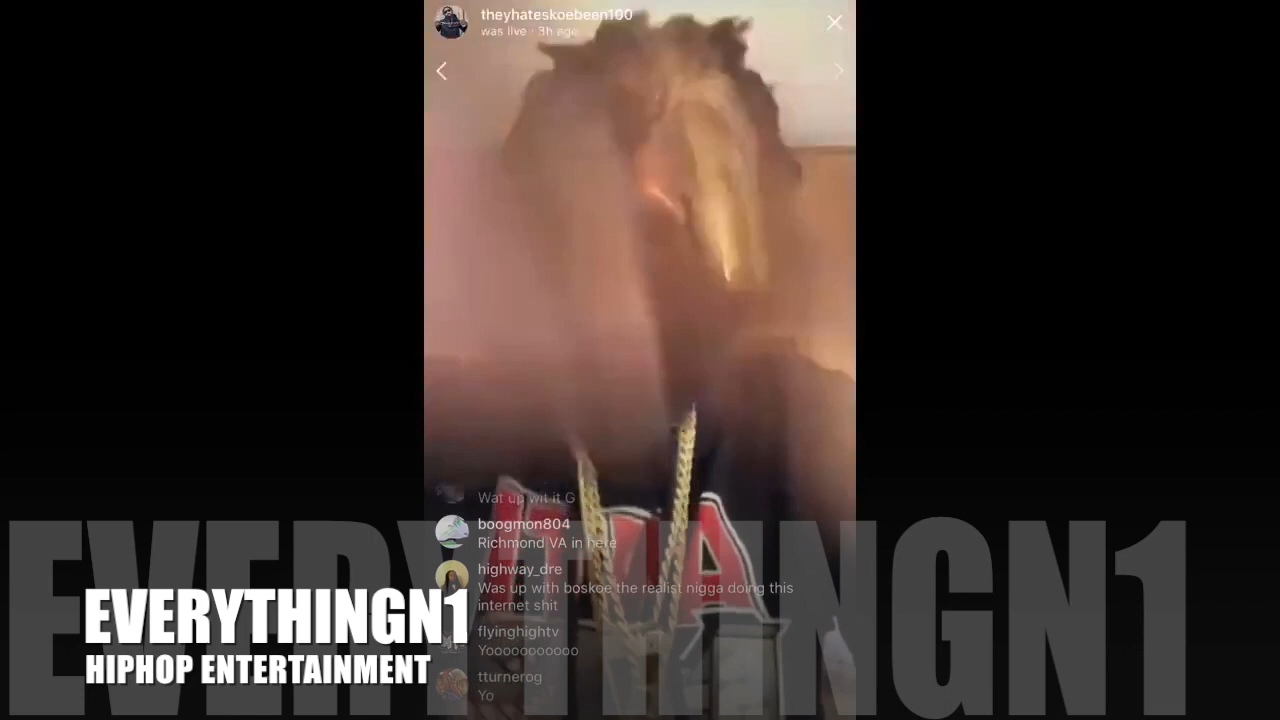 theyhateskoebeen100
was live · 3h ago
Wat up wit it G
boogmon804
Richmond VA in here
highway_dre
Was up with boskoe the realist nigga doing this
internet shit
flyinghightv
Yooooooooooo
tturnerog
Yo
EVERYTHINGN1
EVERYTHINGN1
HIPHOP ENTERTAINMENT